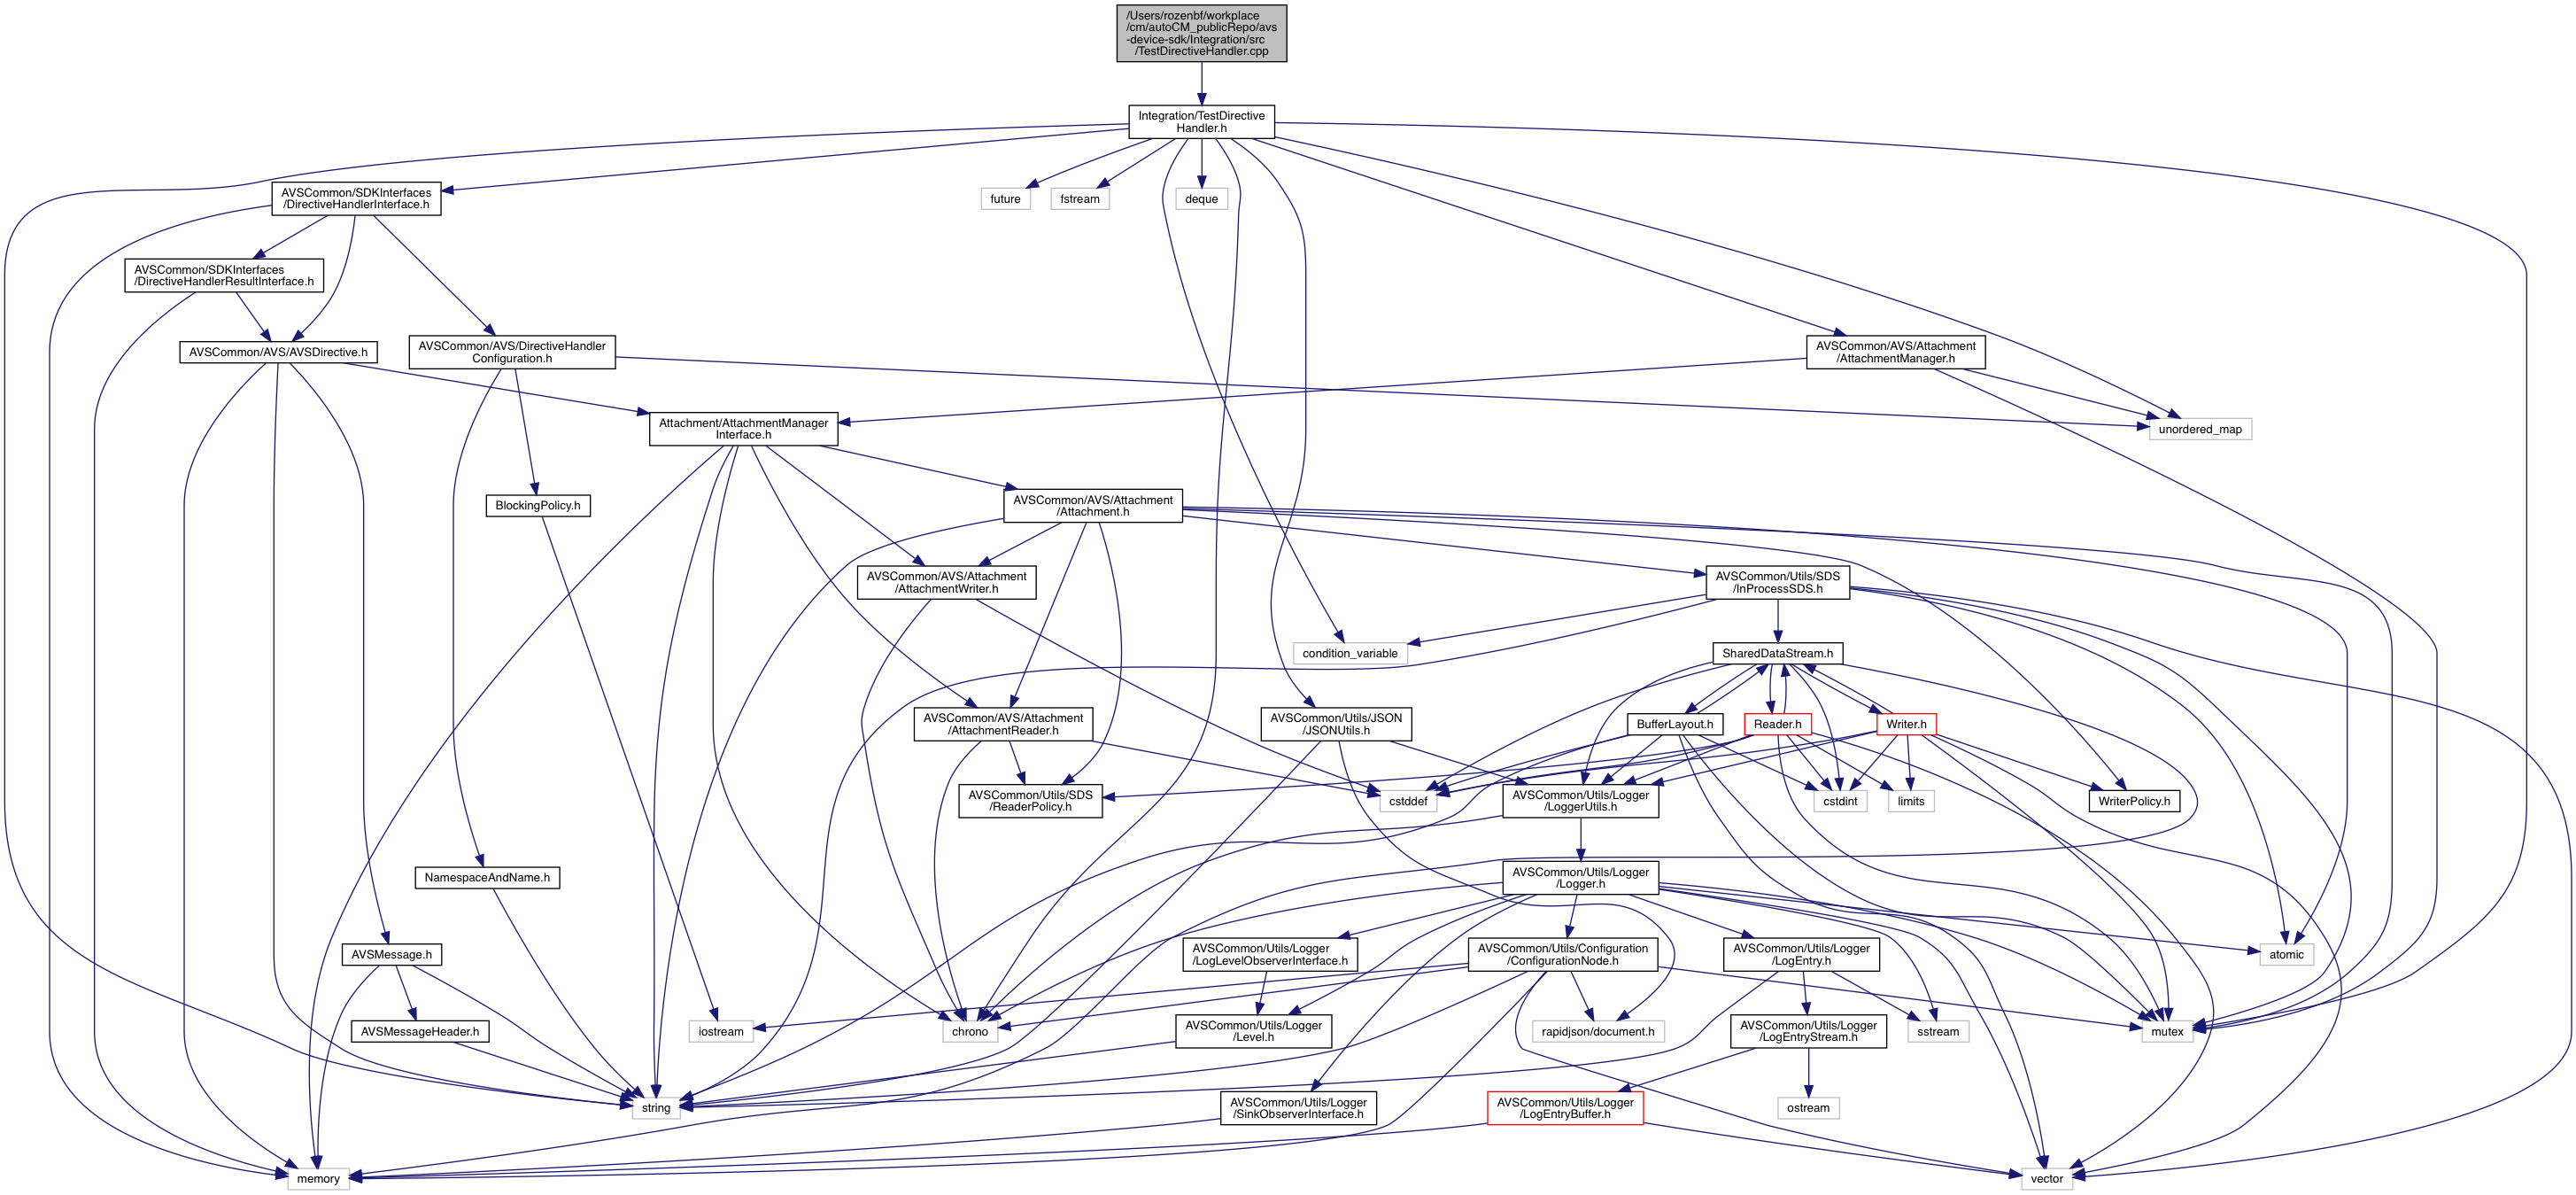 /Users/rozenbf/workplace
/cm/autoCM_publicRepo/avs
-device-sdk/Integration/src
/TestDirectiveHandler.cpp
Integration/TestDirective
Handler.h
AVSCommon/SDKInterfaces
/DirectiveHandlerInterface.h
future
fstream
deque
AVSCommon/SDKInterfaces
/DirectiveHandlerResultInterface.h
AVSCommon/AVS/AVSDirective.h
AVSCommon/AVS/DirectiveHandler
Configuration.h
AVSCommon/AVS/Attachment
/AttachmentManager.h
Attachment/AttachmentManager
Interface.h
unordered_map
BlockingPolicy.h
AVSCommon/AVS/Attachment
/Attachment.h
AVSCommon/AVS/Attachment
/AttachmentWriter.h
AVSCommon/Utils/SDS
/InProcessSDS.h
condition_variable
SharedDataStream.h
AVSCommon/AVS/Attachment
/AttachmentReader.h
AVSCommon/Utils/JSON
/JSONUtils.h
BufferLayout.h
Reader.h
Writer.h
AVSCommon/Utils/SDS
/ReaderPolicy.h
cstddef
AVSCommon/Utils/Logger
/LoggerUtils.h
cstdint
limits
WriterPolicy.h
NamespaceAndName.h
AVSCommon/Utils/Logger
/Logger.h
AVSMessage.h
AVSCommon/Utils/Logger
/LogLevelObserverInterface.h
AVSCommon/Utils/Configuration
/ConfigurationNode.h
AVSCommon/Utils/Logger
/LogEntry.h
atomic
AVSMessageHeader.h
iostream
chrono
AVSCommon/Utils/Logger
/Level.h
rapidjson/document.h
AVSCommon/Utils/Logger
/LogEntryStream.h
sstream
mutex
string
AVSCommon/Utils/Logger
/SinkObserverInterface.h
AVSCommon/Utils/Logger
/LogEntryBuffer.h
ostream
memory
vector